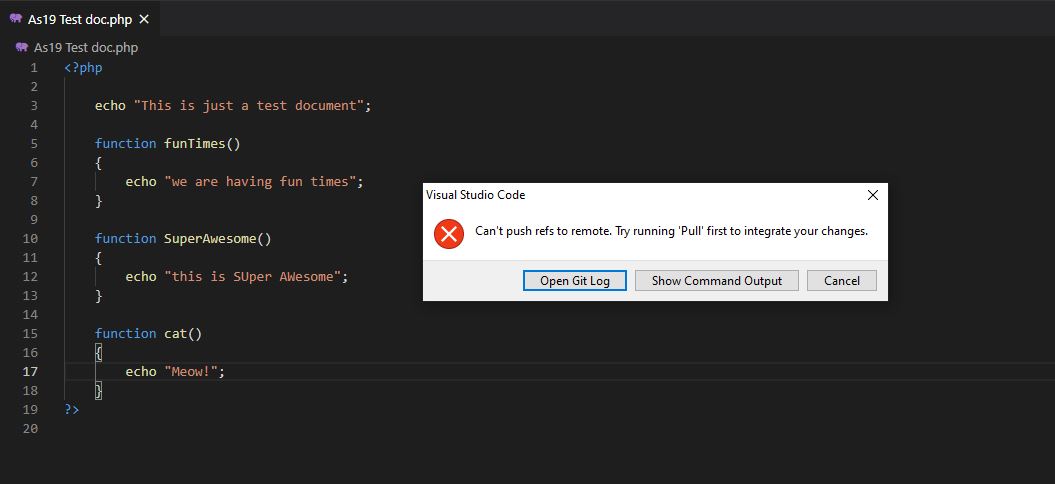 As19 Test doc.php
As19 Test doc.php
1 <?php
2
3 echo "This is just a test document";
4
5 function funTimes()
6 {
7 echo "we are having fun times";
8 }
9
10 function SuperAwesome()
11 {
12 echo "this is SUper AWesome";
13 }
14
15 function cat()
16 {
17 echo "Meow!";
18 }
19 ?>
20
Visual Studio Code
Can't push refs to remote. Try running 'Pull' first to integrate your changes.
Open Git Log Show Command Output Cancel